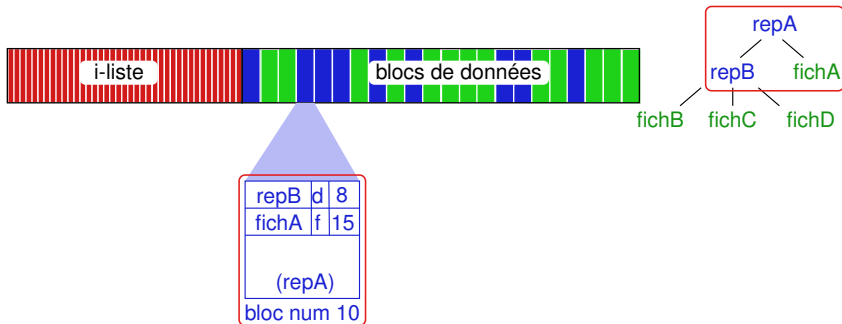 repA
i-liste
blocs de données
repB
fichA
fichB
fichC
fichD
repB d 8
fichA f 15
(repA)
bloc num 10